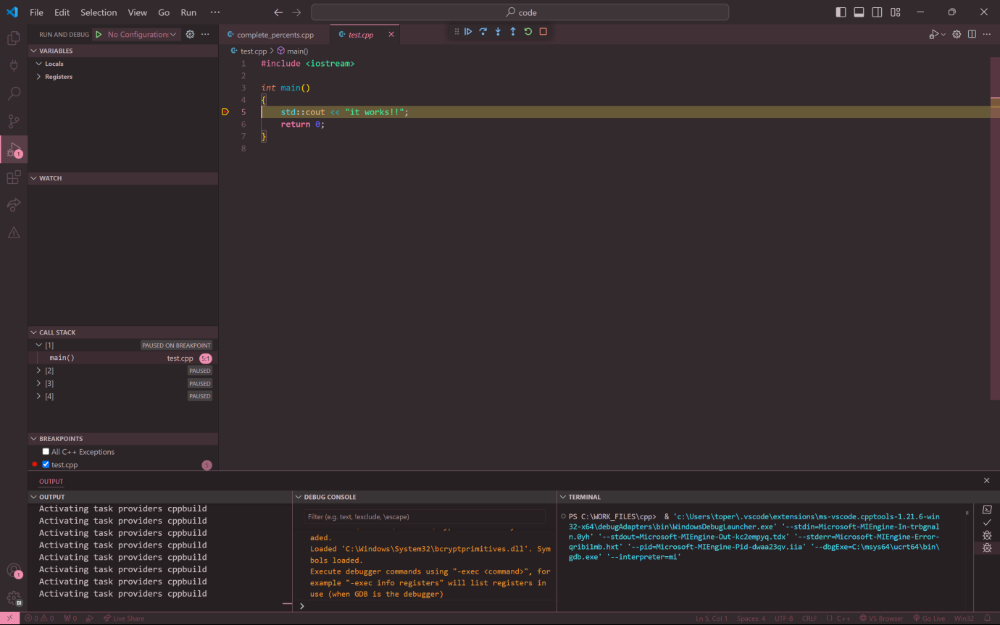 File Edit Selection View Go Run ···
code
RUN AND DEBUG No Configurations
complete_percents.cpp
test.cpp
test.cpp > main()
VARIABLES
Locals
Registers
1 #include <iostream>
2
3 int main()
4 {
5 std::cout << "it works!!";
6 return 0;
7 }
8
WATCH
CALL STACK
[1] PAUSED ON BREAKPOINT
main() test.cpp 5:1
[2] PAUSED
[3] PAUSED
[4] PAUSED
BREAKPOINTS
All C++ Exceptions
test.cpp 5
OUTPUT
OUTPUT
Activating task providers cppbuild
Activating task providers cppbuild
Activating task providers cppbuild
Activating task providers cppbuild
Activating task providers cppbuild
Activating task providers cppbuild
Activating task providers cppbuild
Activating task providers cppbuild
DEBUG CONSOLE
Filter (e.g. text, !exclude, \escape)
aded.
Loaded 'C:\Windows\System32\bcryptprimitives.dll'. Sym
bols loaded.
Execute debugger commands using "-exec <command>", for
example "-exec info registers" will list registers in
use (when GDB is the debugger)
>
TERMINAL
PS C:\WORK_FILES\cpp> & 'c:\Users\toper\.vscode\extensions\ms-vscode.cpptools-1.21.6-win
32-x64\debugAdapters\bin\WindowsDebugLauncher.exe' '--stdin=Microsoft-MIEngine-In-trbgnal
n.0yh' '--stdout=Microsoft-MIEngine-Out-kc2empyq.tdx' '--stderr=Microsoft-MIEngine-Error-
qribi1mb.hxt' '--pid=Microsoft-MIEngine-Pid-dwaa23qv.iia' '--dbgExe=C:\msys64\ucrt64\bin\
gdb.exe' '--interpreter=mi'
1
1
BI
0 0 0 Live Share
Ln 5, Col 1 Spaces: 4 UTF-8 CRLF {} C++ VS Browser Go Live Win32